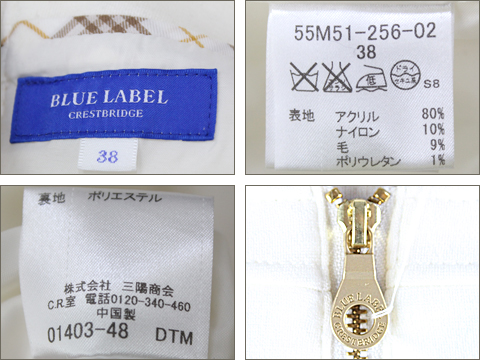 BLUE LABEL
CRESTBRIDGE
38
55M51-256-02
38
低
ドライ
S8
表地 アクリル 80%
ナイロン 10%
毛 9%
ポリウレタン 1%
裏地 ポリエステル
株式会社 三陽商会
C.R室 電話0120-340-460
中国製
01403-48 DTM
BLUE LABEL
CRESTBRIDGE